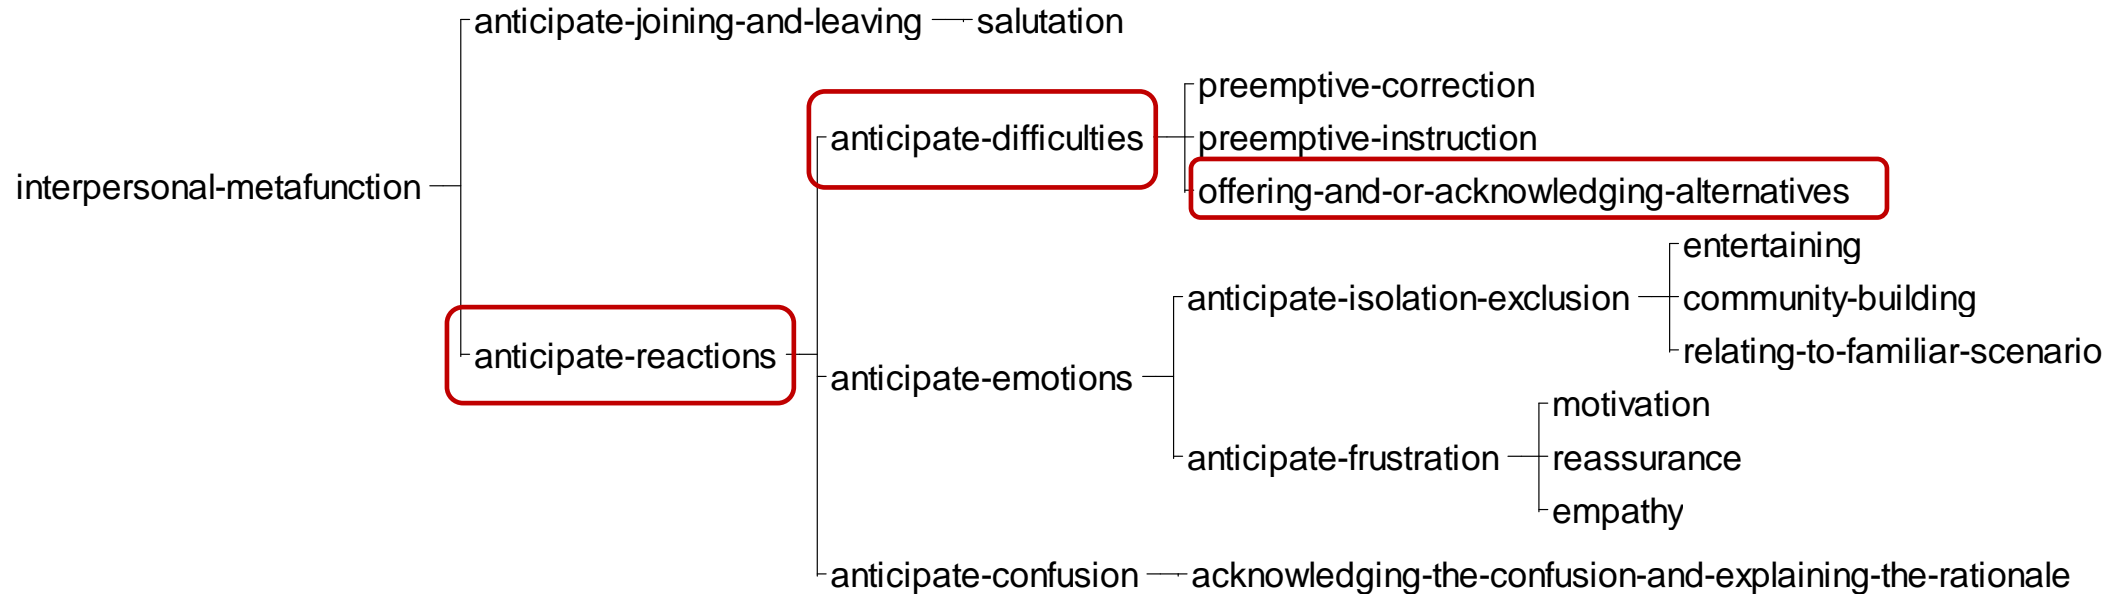 anticipate-joining-and-leaving
salutation
preemptive-correction
anticipate-difficulties
preemptive-instruction
interpersonal-metafunction
offering-and-or-acknowledging-alternatives
entertaining
anticipate-isolation-exclusion
community-building
anticipate-reactions
relating-to-familiar-scenario
anticipate-emotions
motivation
anticipate-frustration
reassurance
empathy
anticipate-confusion
acknowledging-the-confusion-and-explaining-the-rationale